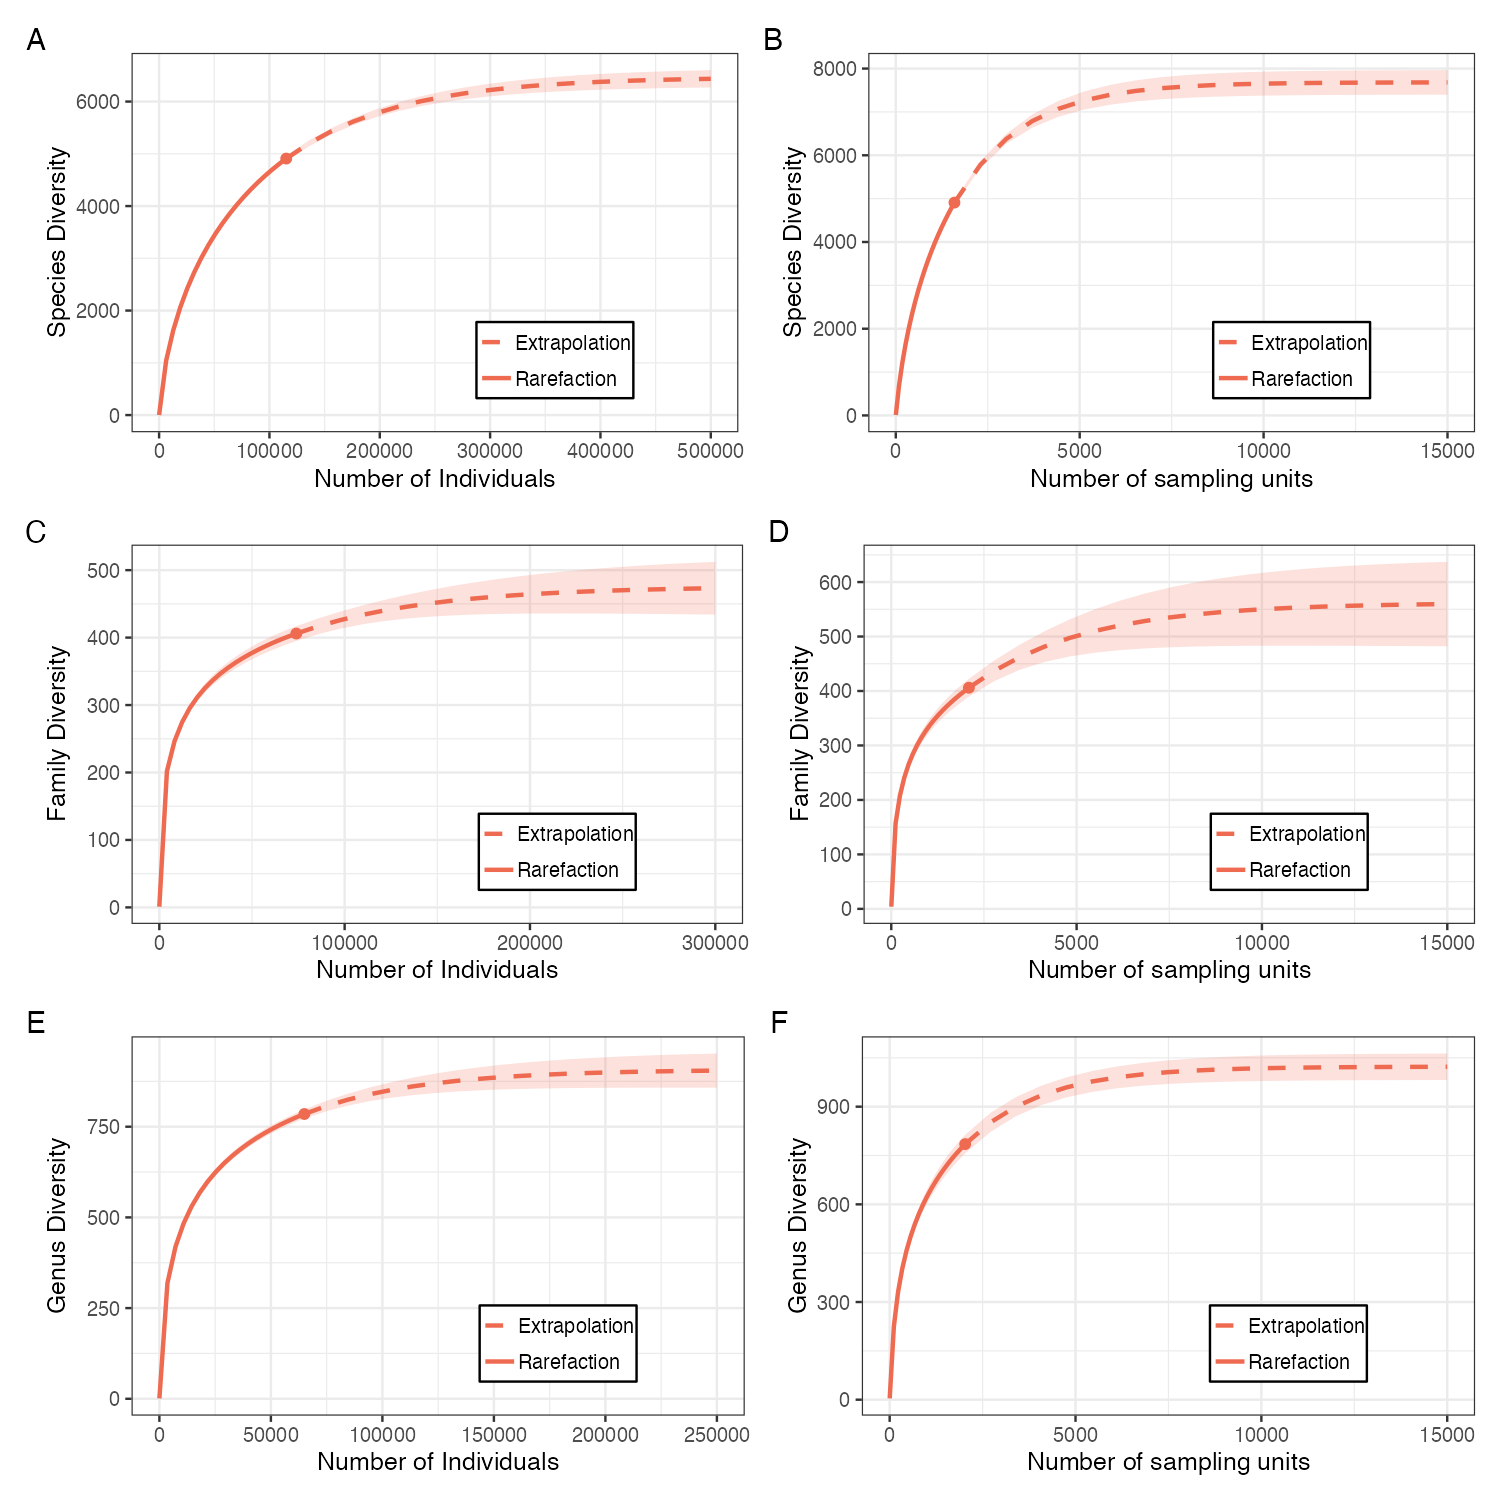 A
Species Diversity
6000
4000
2000
0
Extrapolation
Rarefaction
0 100000 200000 300000 400000 500000
Number of Individuals
B
Species Diversity
8000
6000
4000
2000
0
Extrapolation
Rarefaction
0 5000 10000 15000
Number of sampling units
C
Family Diversity
500
400
300
200
100
0
Extrapolation
Rarefaction
0 100000 200000 300000
Number of Individuals
D
Family Diversity
600
500
400
300
200
100
0
Extrapolation
Rarefaction
0 5000 10000 15000
Number of sampling units
E
Genus Diversity
750
500
250
0
Extrapolation
Rarefaction
0 50000 100000 150000 200000 250000
Number of Individuals
F
Genus Diversity
900
600
300
0
Extrapolation
Rarefaction
0 5000 10000 15000
Number of sampling units